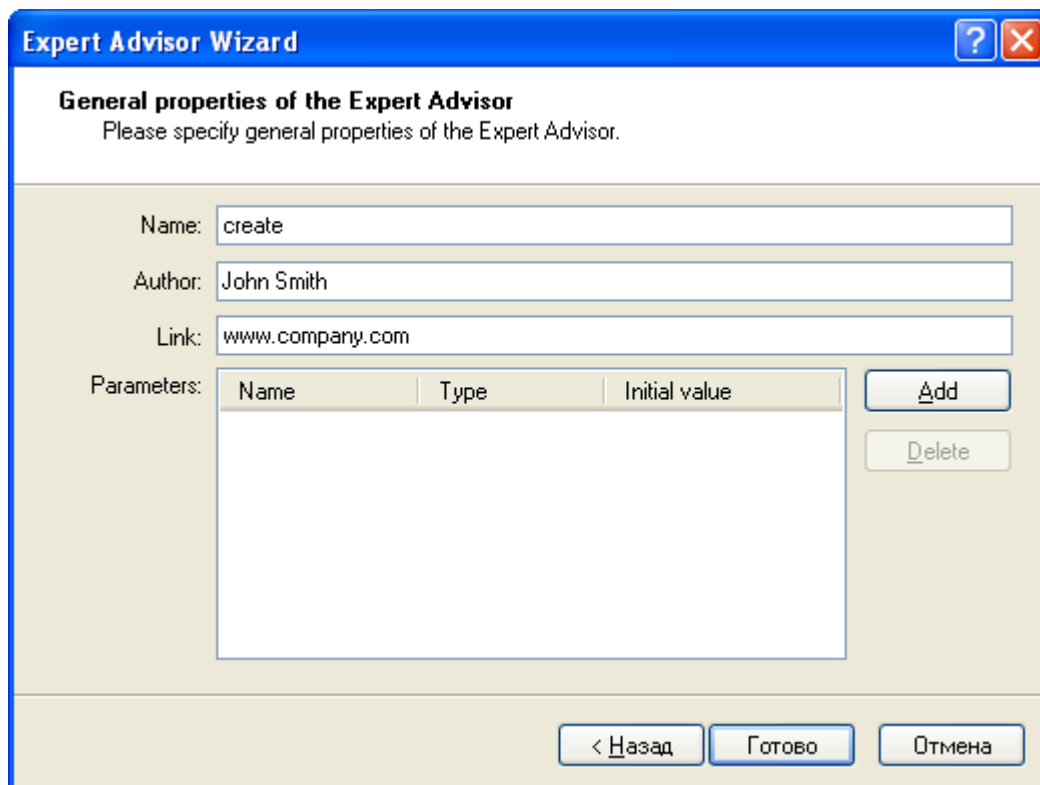 Expert Advisor Wizard
General properties of the Expert Advisor
Please specify general properties of the Expert Advisor.
Name: create
Author: John Smith
Link: www.company.com
Parameters: Name Type Initial value Add
Delete
< Назад Готово Отмена